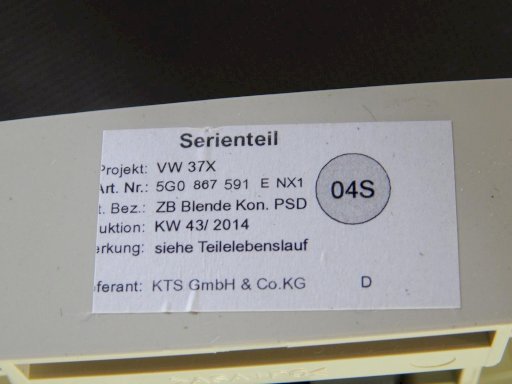 Serienteil
Projekt: VW 37X
Art. Nr.: 5G0 867 591 E NX1
04S
t. Bez.: ZB Blende Kon. PSD
uktion: KW 43/ 2014
erkung: siehe Teilelebenslauf
ferant: KTS GmbH & Co.KG D